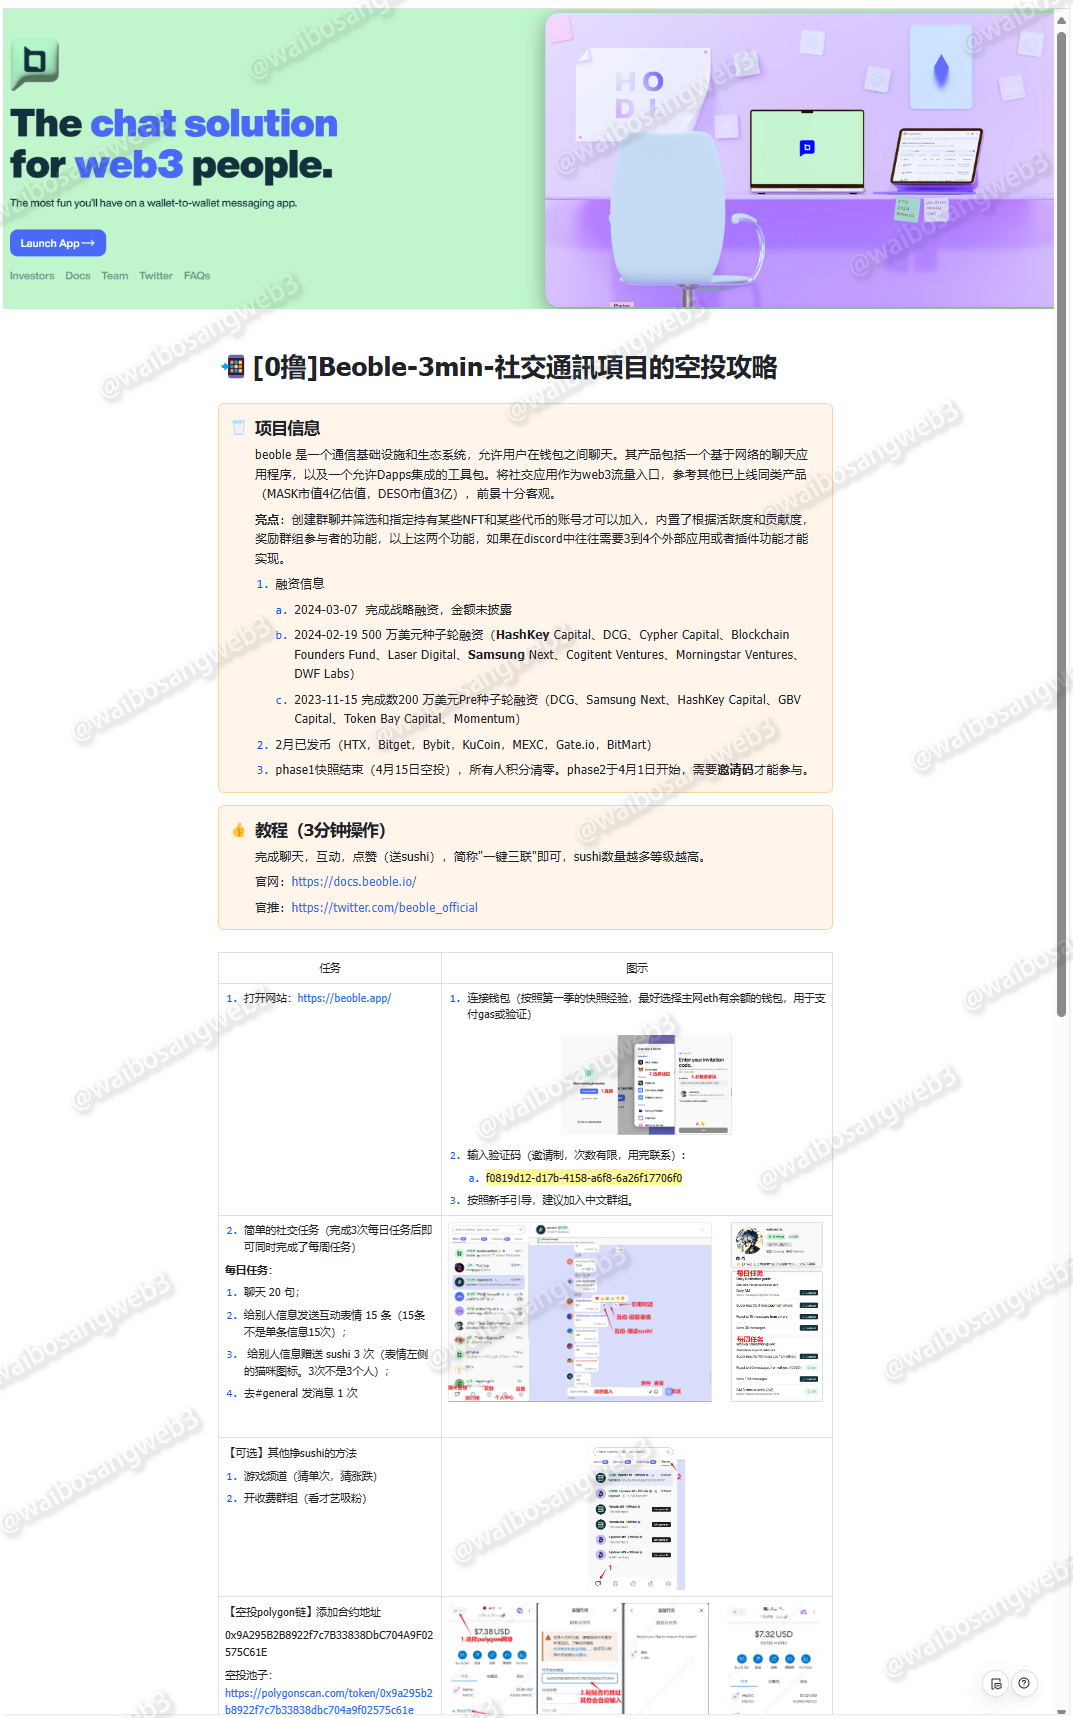 The chat solution
for web3 people.
The most fun you'll have on a wallet-to-wallet messaging app.
Launch App
Investors Docs Team Twitter FAQs
[0撸]Beoble-3min-社交通訊項目的空投攻略
项目信息
beoble 是一个通信基础设施和生态系统，允许用户在钱包之间聊天。其产品包括一个基于网络的聊天应
用程序，以及一个允许Dapps集成的工具包。将社交应用作为web3流量入口，参考其他已上线同类产品
（MASK市值4亿估值，DESO市值3亿），前景十分客观。
亮点：创建群聊并筛选和指定持有某些NFT和某些代币的账号才可以加入，内置了根据活跃度和贡献度，
奖励群组参与者的功能，以上这两个功能，如果在discord中往往需要3到4个外部应用或者插件功能才能
实现。
1. 融资信息
a. 2024-03-07 完成战略融资，金额未披露
b. 2024-02-19 500 万美元种子轮融资（HashKey Capital、DCG、Cypher Capital、Blockchain
Founders Fund、Laser Digital、Samsung Next、Cogitent Ventures、Morningstar Ventures、
DWF Labs）
c. 2023-11-15 完成数200 万美元Pre种子轮融资（DCG、Samsung Next、HashKey Capital、GBV
Capital、Token Bay Capital、Momentum）
2. 2月已发币（HTX，Bitget，Bybit，KuCoin，MEXC，Gate.io，BitMart）
3. phase1快照结束（4月15日空投），所有人积分清零。phase2于4月1日开始，需要邀请码才能参与。
教程（3分钟操作）
完成聊天，互动，点赞（送sushi），简称"一键三联"即可，sushi数量越多等级越高。
官网：https://docs.beoble.io/
官推：https://twitter.com/beoble_official
任务
图示
1. 打开网站：https://beoble.app/
1. 连接钱包（按照第一季的快照经验，最好选择主网eth有余额的钱包，用于支
付gas或验证）
Enter your invitation
code.
2. 输入验证码（邀请制，次数有限，用完联系）：
a. f0819d12-d17b-4158-a6f8-6a26f17706f0
3. 按照新手引导，建议加入中文群组。
2. 简单的社交任务（完成3次每日任务后即
可同时完成了每周任务）
每日任务：
1. 聊天 20 句；
2. 给别人信息发送互动表情 15 条（15条
不是单条信息15次）；
3. 给别人信息赠送 sushi 3 次（表情左侧
的猫咪图标。3次不是3个人）；
4. 去#general 发消息 1 次
每日任务
【可选】其他挣sushi的方法
1. 游戏频道（猜单次，猜涨跌）
2. 开收费群组（看才艺吸粉）
【空投polygon链】添加合约地址
0x9A295B2B8922f7c7B33838DbC704A9F02
575C61E
空投池子：
https://polygonscan.com/token/0x9a295b2
b8922f7c7b33838dbc704a9f02575c61e
$7.38 USD
1.选择polygon网络
3.粘贴合约地址
其他会自动输入
$7.32 USD
@waibosangweb3